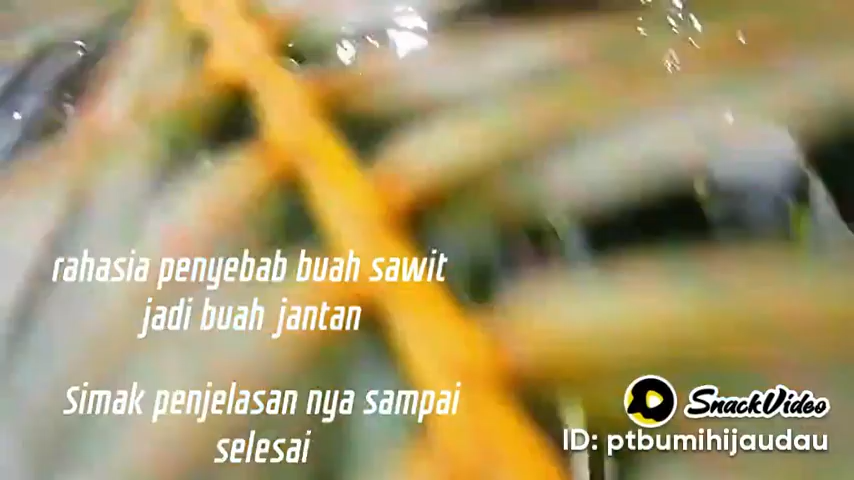 rahasia penyebab buah sawit
jadi buah jantan
Simak penjelasan nya sampai
selesai
SnackVideo
ID: ptbumihijaudau